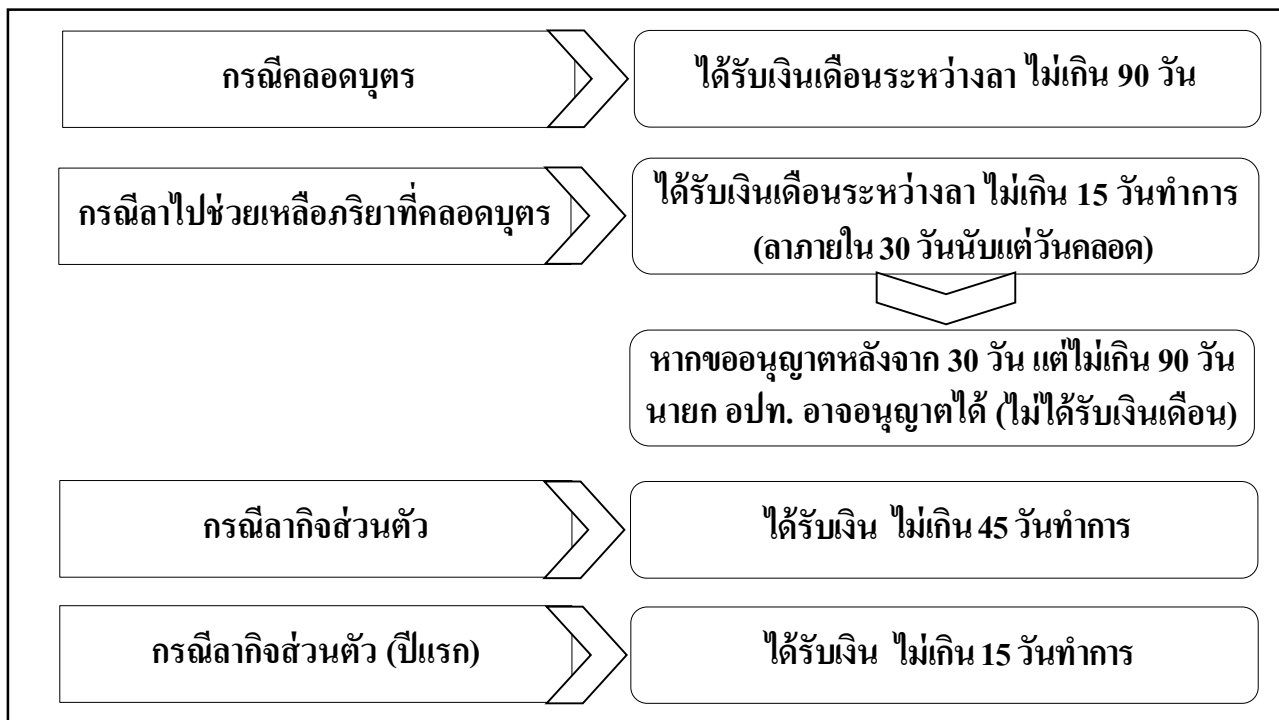 กรณีคลอดบุตร
ได้รับเงินเดือนระหว่างลา ไม่เกิน 90 วัน
กรณีลาไปช่วยเหลือภริยาที่คลอดบุตร
ได้รับเงินเดือนระหว่างลา ไม่เกิน 15 วันทำการ
(ลาภายใน 30 วันนับแต่วันคลอด)
หากขออนุญาตหลังจาก 30 วัน แต่ไม่เกิน 90 วัน
นายก อปท. อาจอนุญาตได้ (ไม่ได้รับเงินเดือน)
กรณีลากิจส่วนตัว
ได้รับเงิน ไม่เกิน 45 วันทำการ
กรณีลากิจส่วนตัว (ปีแรก)
ได้รับเงิน ไม่เกิน 15 วันทำการ